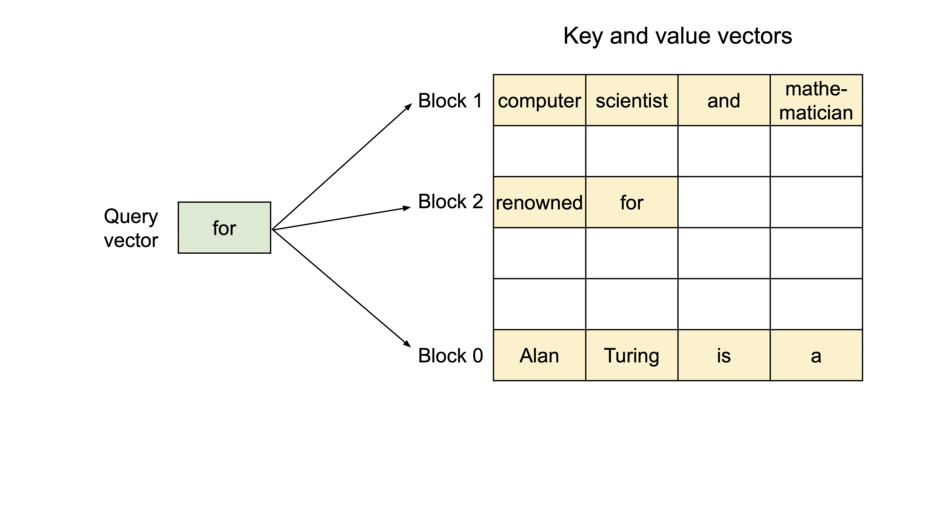 Key and value vectors
Query
vector
for
Block 1
computer
scientist
and
mathe-
matician
Block 2
renowned
for
Block 0
Alan
Turing
is
a